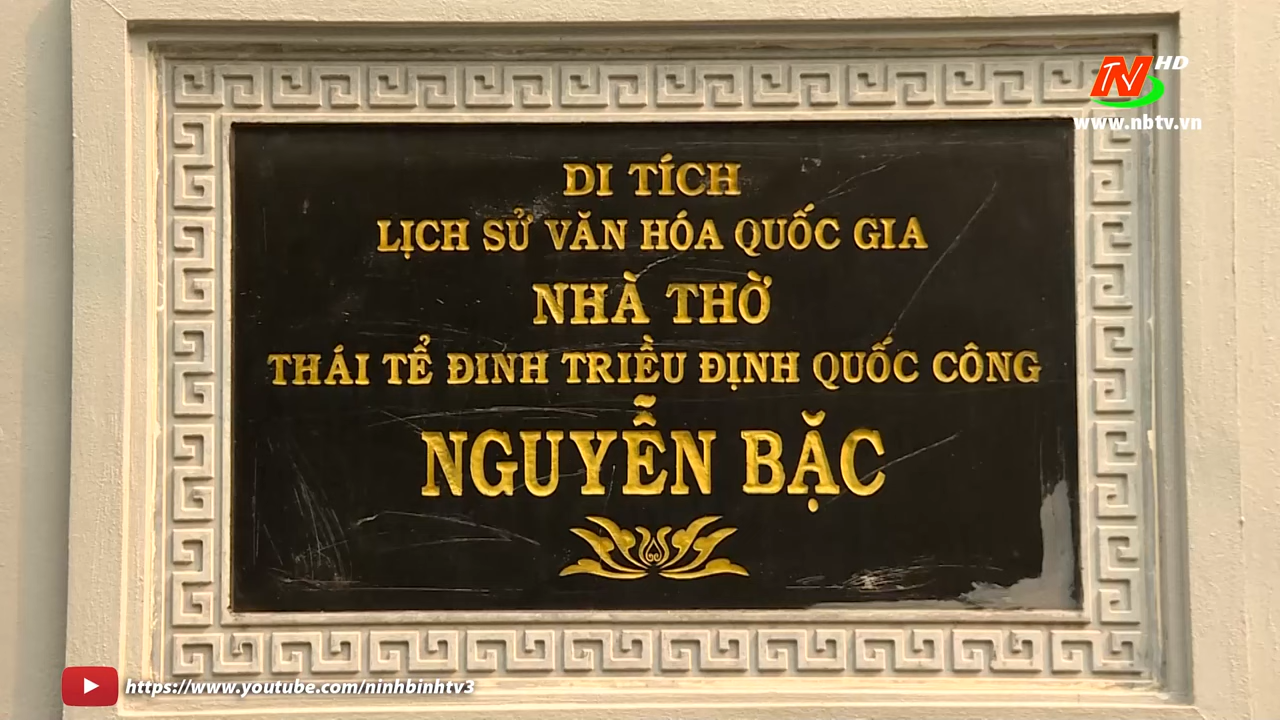 NV HD
www.nbtv.vn
DI TÍCH
LỊCH SỬ VĂN HÓA QUỐC GIA
NHÀ THỜ
THÁI TỂ ĐINH TRIỀU ĐỊNH QUỐC CÔNG
NGUYỄN BẶC
https://www.youtube.com/ninhbinhtv3